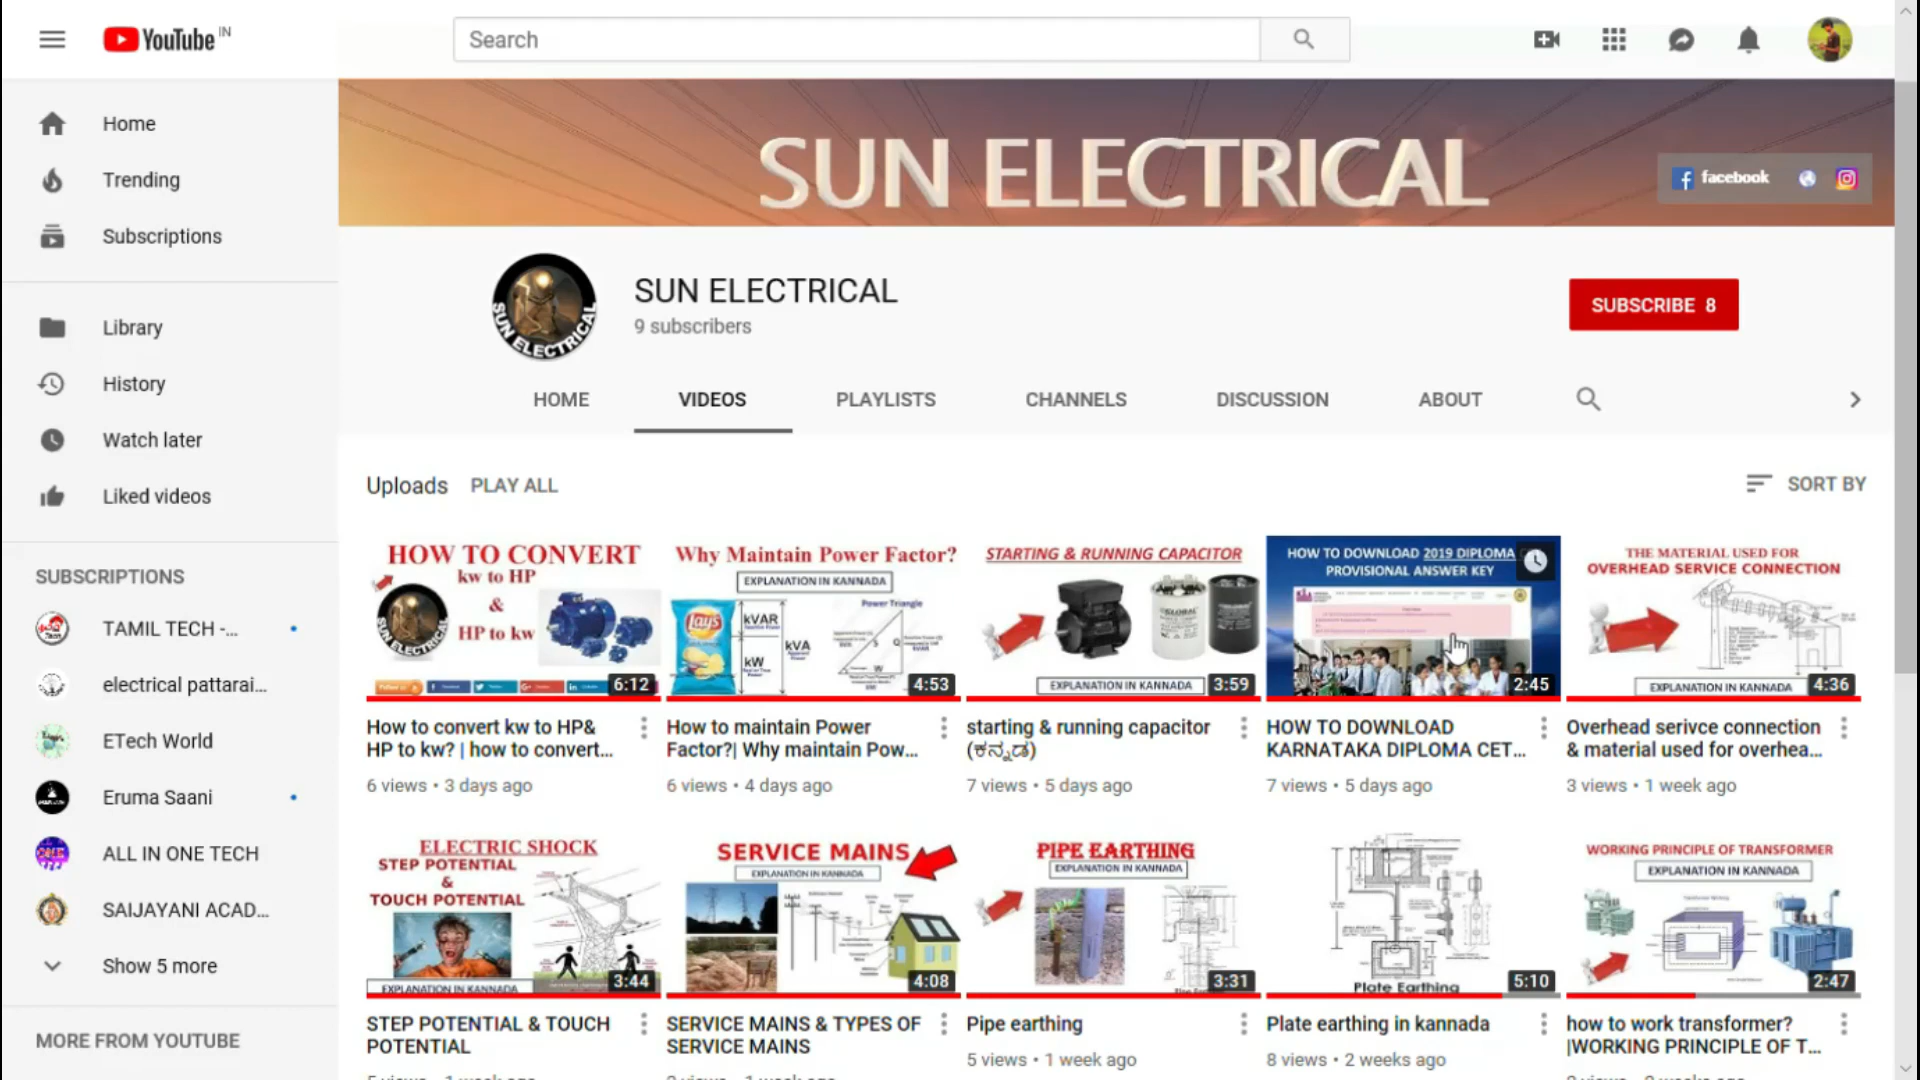 YouTube IN
Search
Home
Trending
Subscriptions
Library
History
Watch later
Liked videos
SUBSCRIPTIONS
TAMIL TECH -...
electrical pattarai...
ETech World
Eruma Saani
ALL IN ONE TECH
SAIJAYANI ACAD...
Show 5 more
MORE FROM YOUTUBE
SUN ELECTRICAL
facebook
SUN ELECTRICAL
SUN ELECTRICAL
9 subscribers
SUBSCRIBE 8
HOME VIDEOS PLAYLISTS CHANNELS DISCUSSION ABOUT
Uploads PLAY ALL
SORT BY
HOW TO CONVERT
kw to HP
&
HP to kw
SUN ELECTRICAL
6:12
How to convert kw to HP&
HP to kw? | how to convert...
6 views • 3 days ago
Why Maintain Power Factor?
EXPLANATION IN KANNADA
Power Triangle
Lays
kVAR
kVA
kW
4:53
How to maintain Power
Factor?| Why maintain Pow...
6 views • 4 days ago
STARTING & RUNNING CAPACITOR
GLOBAL
EXPLANATION IN KANNADA
3:59
starting & running capacitor
(ಕನ್ನಡ)
7 views • 5 days ago
HOW TO DOWNLOAD 2019 DIPLOMA
PROVISIONAL ANSWER KEY
2:45
HOW TO DOWNLOAD
KARNATAKA DIPLOMA CET...
7 views • 5 days ago
THE MATERIAL USED FOR
OVERHEAD SERVICE CONNECTION
EXPLANATION IN KANNADA
4:36
Overhead serivce connection
& material used for overhea...
3 views • 1 week ago
ELECTRIC SHOCK
STEP POTENTIAL
&
TOUCH POTENTIAL
EXPLANATION IN KANNADA
3:44
STEP POTENTIAL & TOUCH
POTENTIAL
SERVICE MAINS
EXPLANATION IN KANNADA
4:08
SERVICE MAINS & TYPES OF
SERVICE MAINS
PIPE EARTHING
EXPLANATION IN KANNADA
3:31
Pipe earthing
5 views • 1 week ago
Plate Earthing
5:10
Plate earthing in kannada
8 views • 2 weeks ago
WORKING PRINCIPLE OF TRANSFORMER
EXPLANATION IN KANNADA
2:47
how to work transformer?
|WORKING PRINCIPLE OF T...